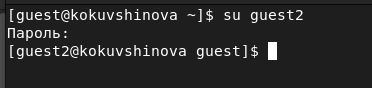 [guest@kokuvshinova ~]$ su guest2
Пароль:
[guest2@kokuvshinova guest]$